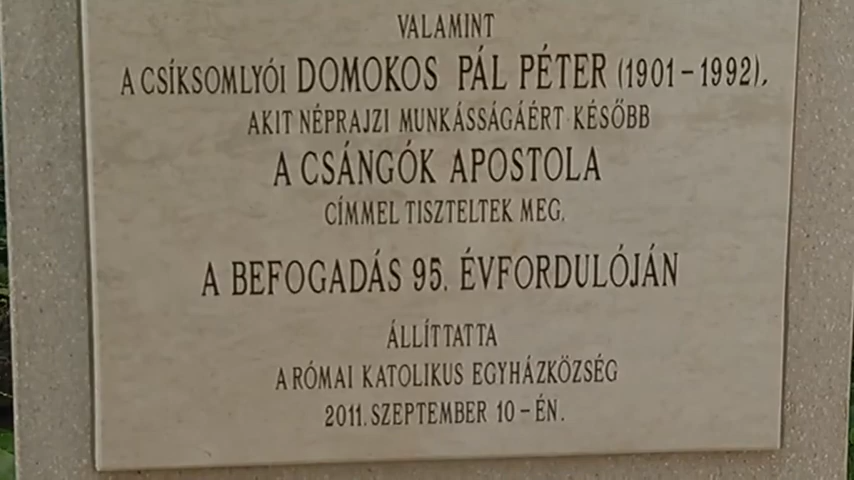 VALAMINT
A CSÍKSOMLYÓI DOMOKOS PÁL PÉTER (1901-1992),
AKIT NÉPRAJZI MUNKÁSSÁGÁÉRT KÉSŐBB
A CSÁNGÓK APOSTOLA
CÍMMEL TISZTELTEK MEG.
A BEFOGADÁS 95. ÉVFORDULÓJÁN
ÁLLÍTTATTA
A RÓMAI KATOLIKUS EGYHÁZKÖZSÉG
2011. SZEPTEMBER 10-ÉN.